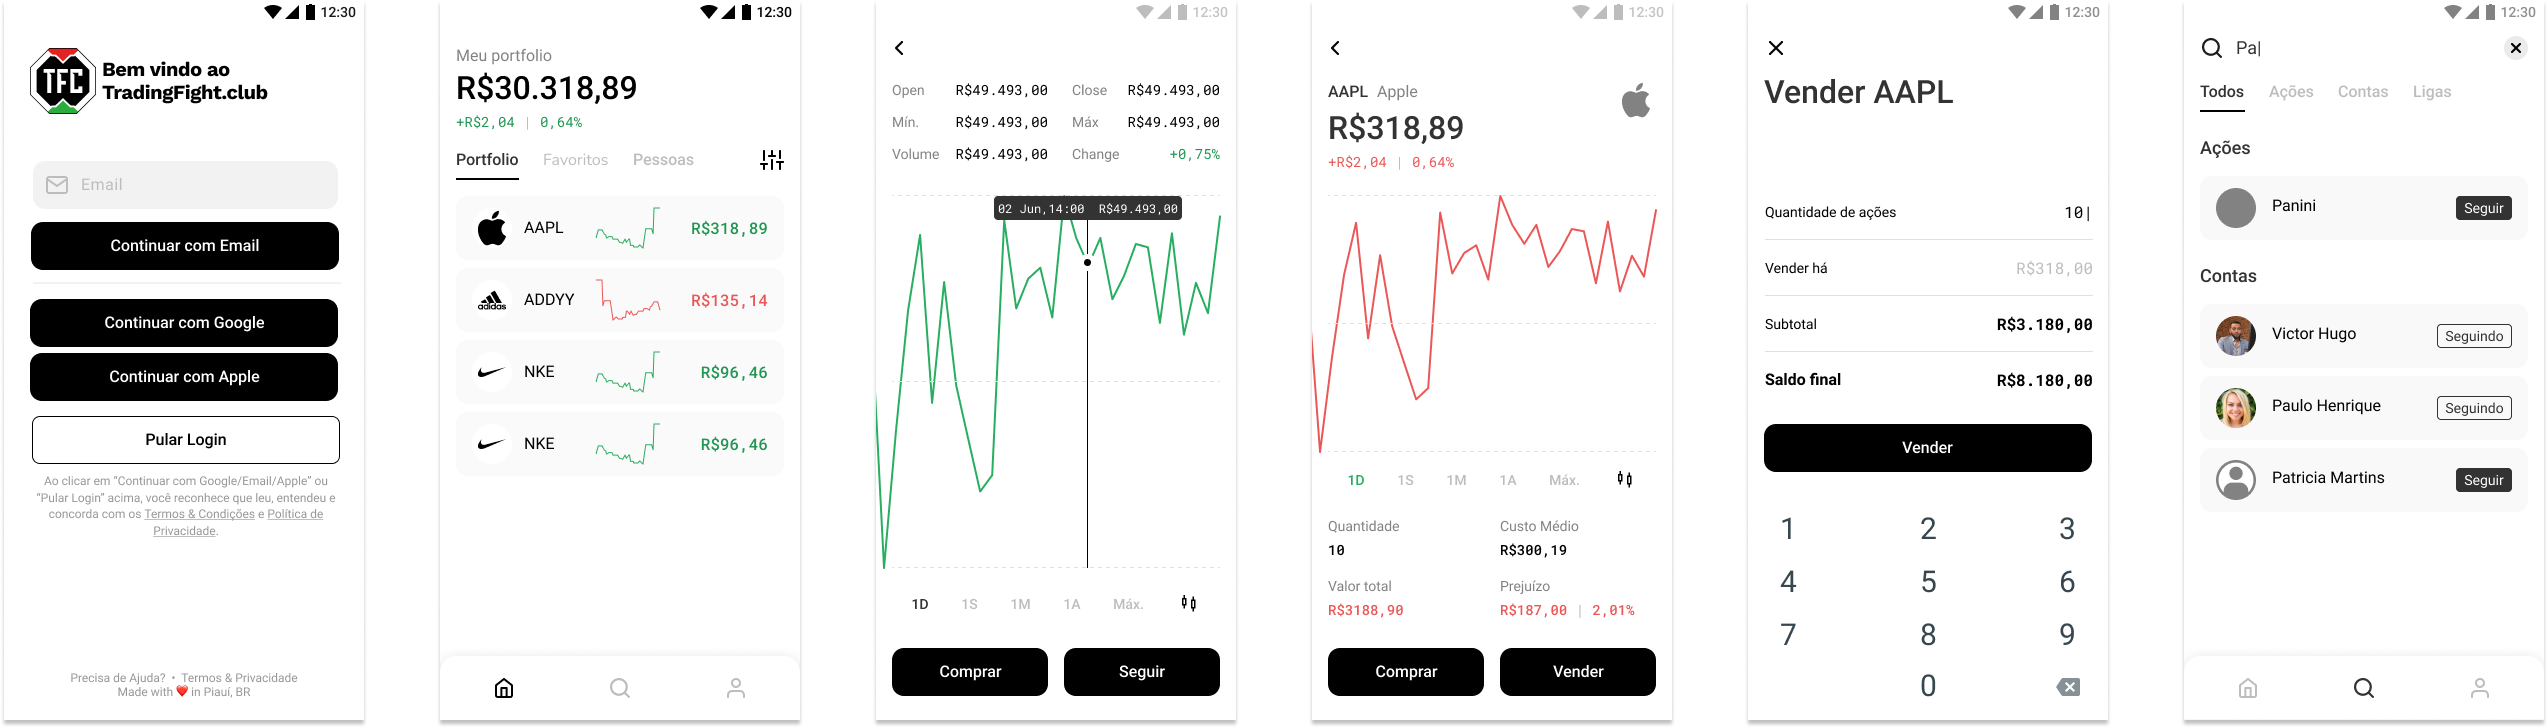 12:30
TFC
Bem vindo ao
TradingFight.club
Email
Continuar com Email
Continuar com Google
Continuar com Apple
Pular Login
Ao clicar em “Continuar com Google/Email/Apple” ou
“Pular Login” acima, você reconhece que leu, entendeu e
concorda com os Termos & Condições e Política de
Privacidade.
Precisa de Ajuda? • Termos & Privacidade
Made with ❤️ in Piauí, BR
12:30
Meu portfolio
R$30.318,89
+R$2,04 | 0,64%
Portfolio Favoritos Pessoas
AAPL R$318,89
adidas ADDYY R$135,14
NKE R$96,46
NKE R$96,46
12:30
Open R$49.493,00 Close R$49.493,00
Mín. R$49.493,00 Máx R$49.493,00
Volume R$49.493,00 Change +0,75%
02 Jun,14:00 R$49.493,00
1D 1S 1M 1A Máx.
Comprar Seguir
12:30
AAPL Apple
R$318,89
+R$2,04 | 0,64%
1D 1S 1M 1A Máx.
Quantidade Custo Médio
10 R$300,19
Valor total Prejuízo
R$3188,90 R$187,00 | 2,01%
Comprar Vender
12:30
Vender AAPL
Quantidade de ações 10|
Vender há R$318,00
Subtotal R$3.180,00
Saldo final R$8.180,00
Vender
1 2 3
4 5 6
7 8 9
0
12:30
Pa|
Todos Ações Contas Ligas
Ações
Panini Seguir
Contas
Victor Hugo Seguindo
Paulo Henrique Seguindo
Patricia Martins Seguir